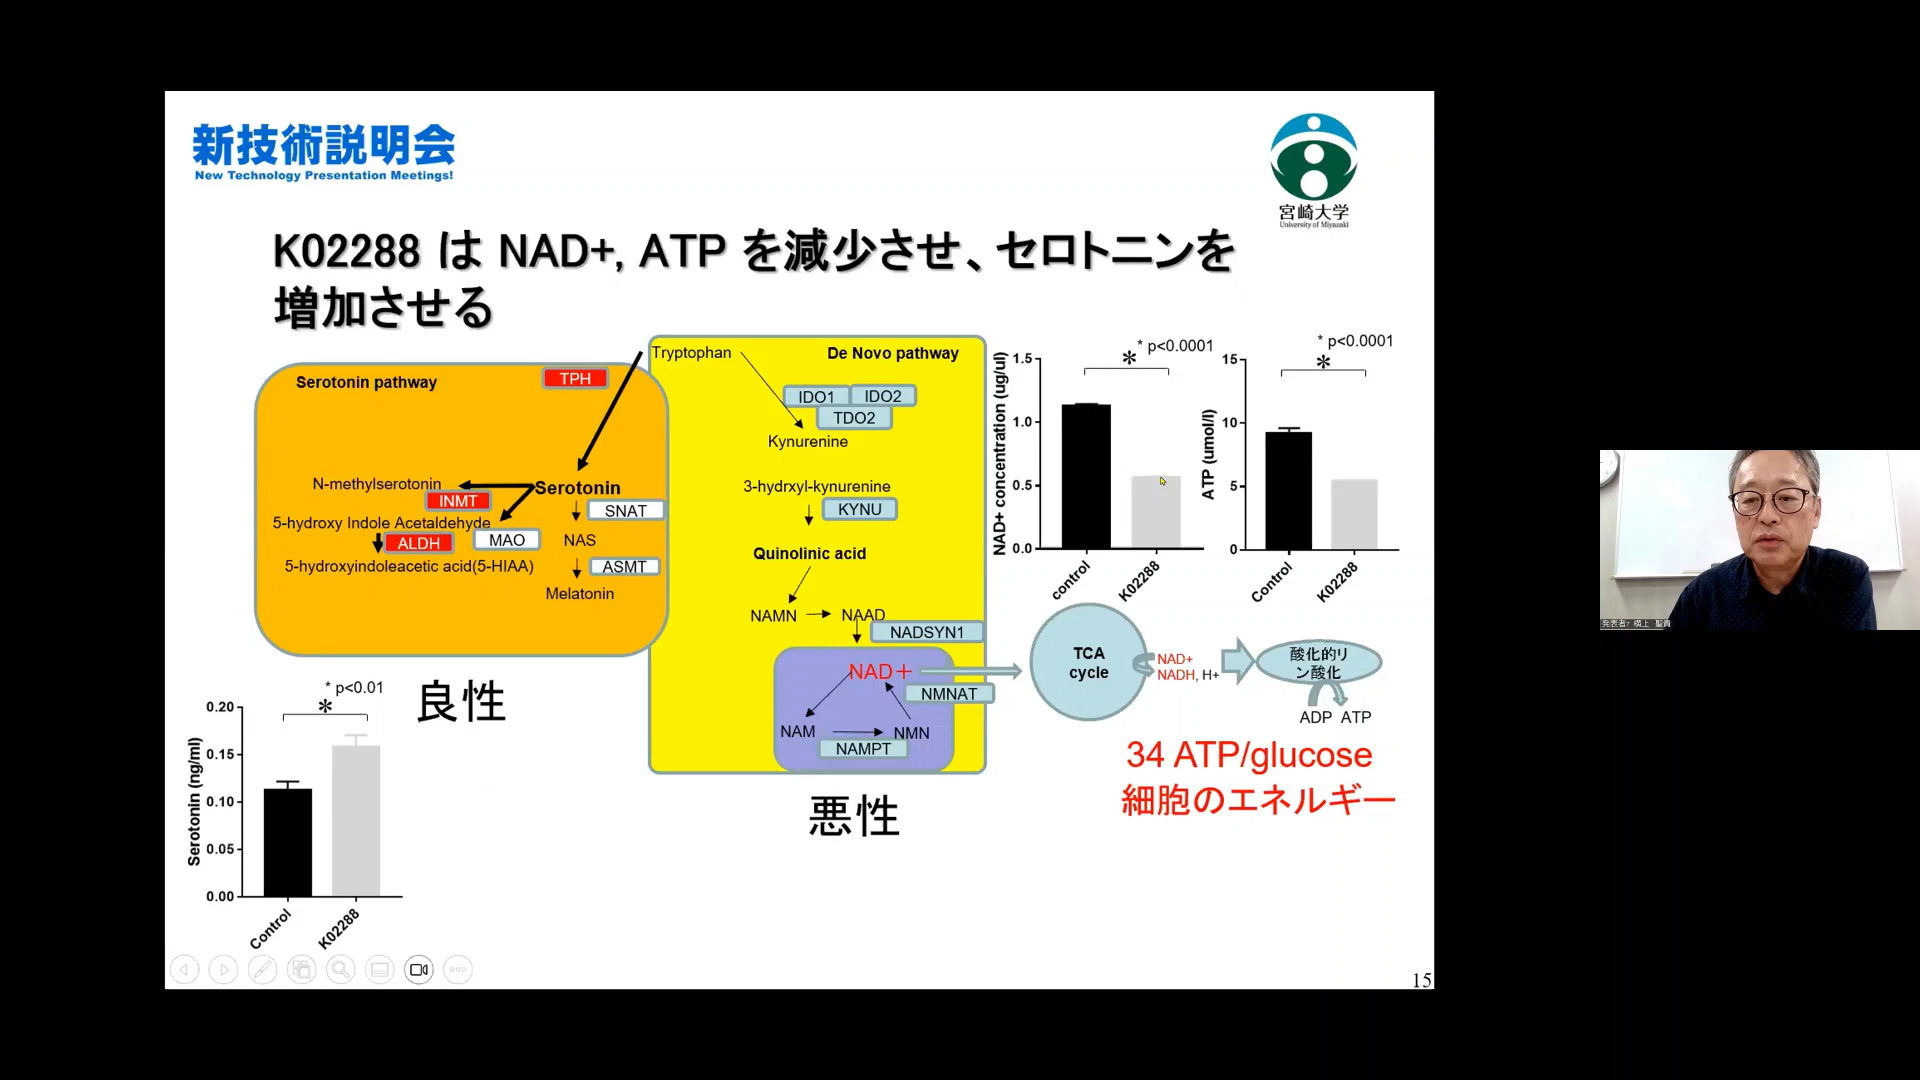 新技術説明会
New Technology Presentation Meetings!
宮崎大学
University of Miyazaki
K02288 は NAD+, ATP を減少させ、セロトニンを
増加させる
Serotonin pathway
TPH
N-methylserotonin
INMT
Serotonin
SNAT
5-hydroxy Indole Acetaldehyde
ALDH
MAO
NAS
5-hydroxyindoleacetic acid(5-HIAA)
ASMT
Melatonin
良性
Tryptophan
De Novo pathway
IDO1
IDO2
TDO2
Kynurenine
3-hydrxyl-kynurenine
KYNU
Quinolinic acid
NAMN
NAAD
NADSYN1
NAD＋
NMNAT
NAM
NMN
NAMPT
悪性
* p<0.0001
*
NAD+ concentration (ug/ul)
1.5
1.0
0.5
0.0
control
K02288
* p<0.0001
*
ATP (umol/l)
15
10
5
0
Control
K02288
TCA
cycle
NAD+
NADH, H+
酸化的リ
ン酸化
ADP ATP
34 ATP/glucose
細胞のエネルギー
* p<0.01
*
Serotonin (ng/ml)
0.20
0.15
0.10
0.05
0.00
Control
K02288
15
発表者：横上 聖貴